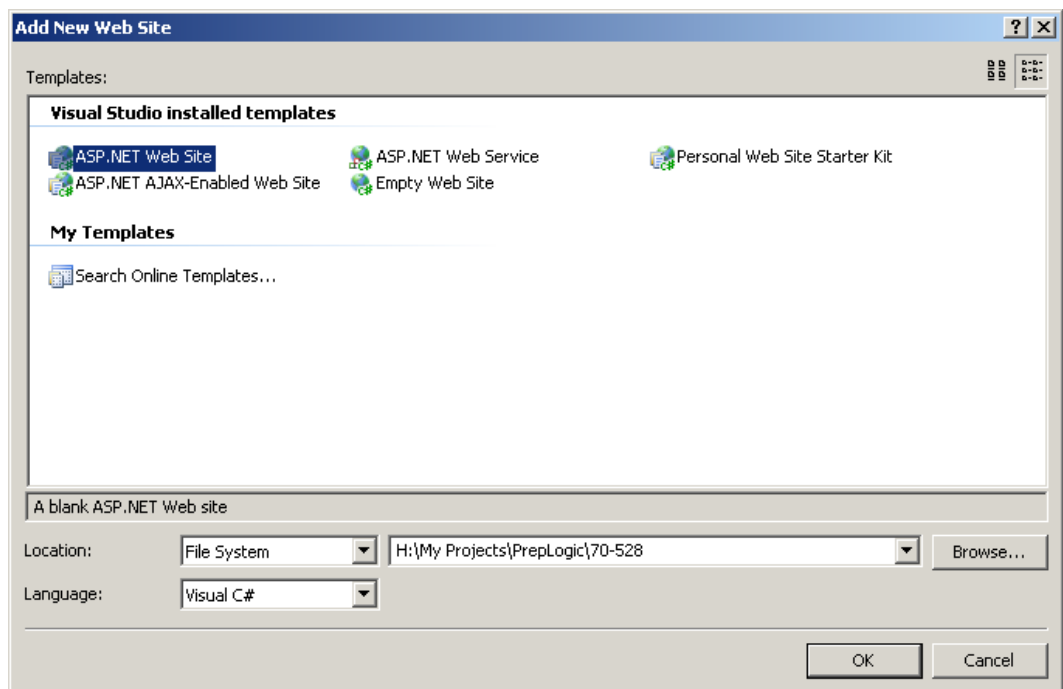 Add New Web Site
Templates:
Visual Studio installed templates
ASP.NET Web Site ASP.NET Web Service Personal Web Site Starter Kit
ASP.NET AJAX-Enabled Web Site Empty Web Site
My Templates
Search Online Templates...
A blank ASP.NET Web site
Location: File System H:\My Projects\PrepLogic\70-528 Browse...
Language: Visual C#
OK Cancel